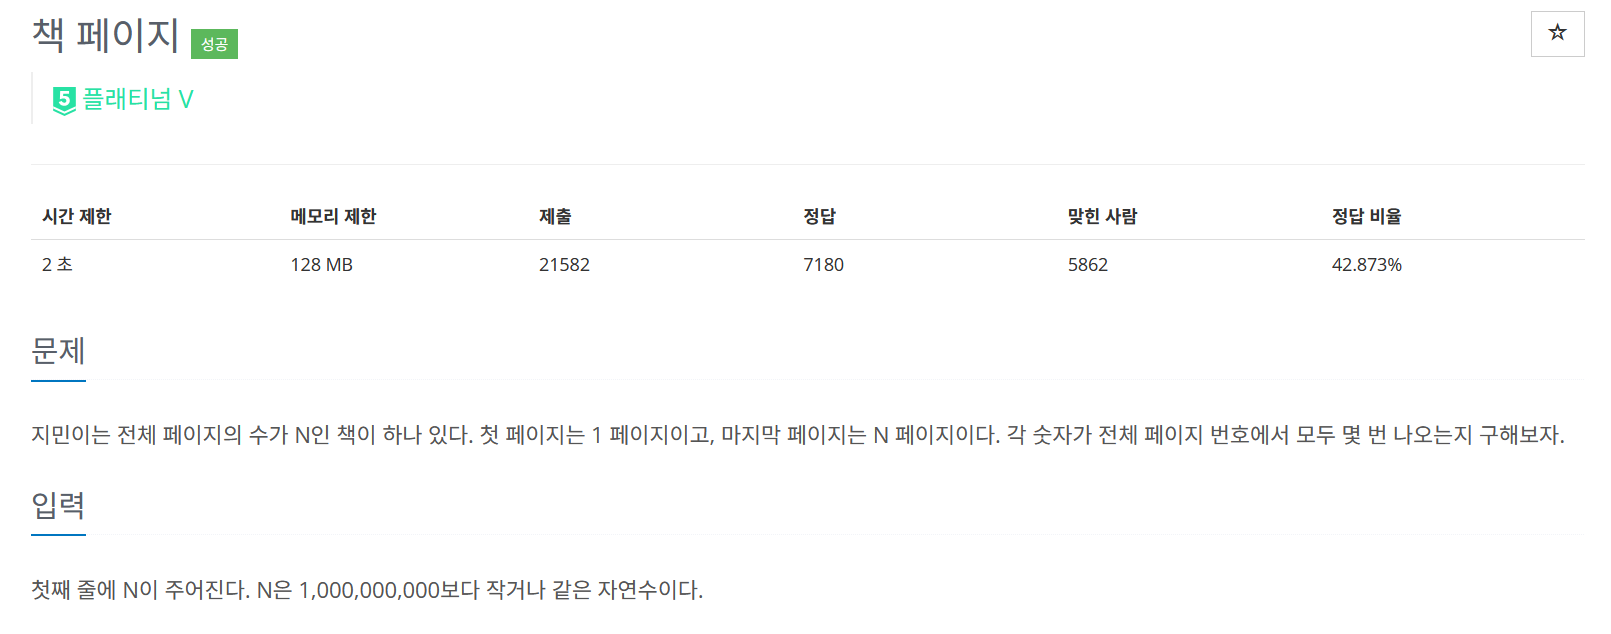 책 페이지 성공
☆
5 플래티넘 V
시간 제한 메모리 제한 제출 정답 맞힌 사람 정답 비율
2 초 128 MB 21582 7180 5862 42.873%
문제
지민이는 전체 페이지의 수가 N인 책이 하나 있다. 첫 페이지는 1 페이지이고, 마지막 페이지는 N 페이지이다. 각 숫자가 전체 페이지 번호에서 모두 몇 번 나오는지 구해보자.
입력
첫째 줄에 N이 주어진다. N은 1,000,000,000보다 작거나 같은 자연수이다.